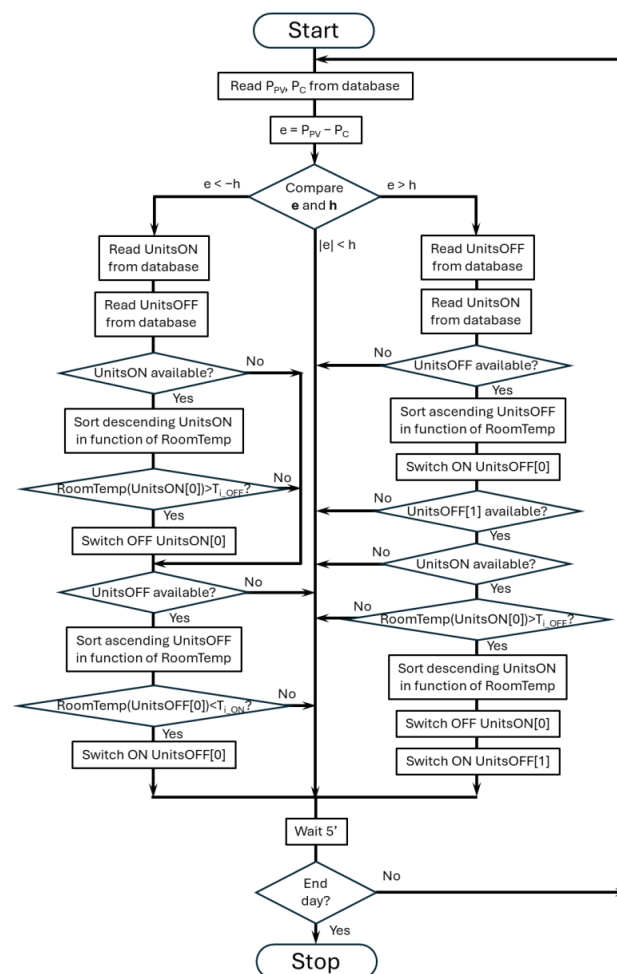 Start
Read P_PV, P_C from database
e = P_PV − P_C
Compare
e and h
e < −h
e > h
|e| < h
Read UnitsON
from database
Read UnitsOFF
from database
UnitsON available?
No
Yes
Sort descending UnitsON
in function of RoomTemp
RoomTemp(UnitsON[0])>T_i_OFF?
No
Yes
Switch OFF UnitsON[0]
UnitsOFF available?
No
Yes
Sort ascending UnitsOFF
in function of RoomTemp
RoomTemp(UnitsOFF[0])<T_i_ON?
No
Yes
Switch ON UnitsOFF[0]
Read UnitsOFF
from database
Read UnitsON
from database
No
UnitsOFF available?
Yes
Sort ascending UnitsOFF
in function of RoomTemp
Switch ON UnitsOFF[0]
No
UnitsOFF[1] available?
Yes
No
UnitsON available?
Yes
No
RoomTemp(UnitsON[0])>T_i_OFF?
Yes
Sort descending UnitsON
in function of RoomTemp
Switch OFF UnitsON[0]
Switch ON UnitsOFF[1]
Wait 5’
End
day?
No
Yes
Stop